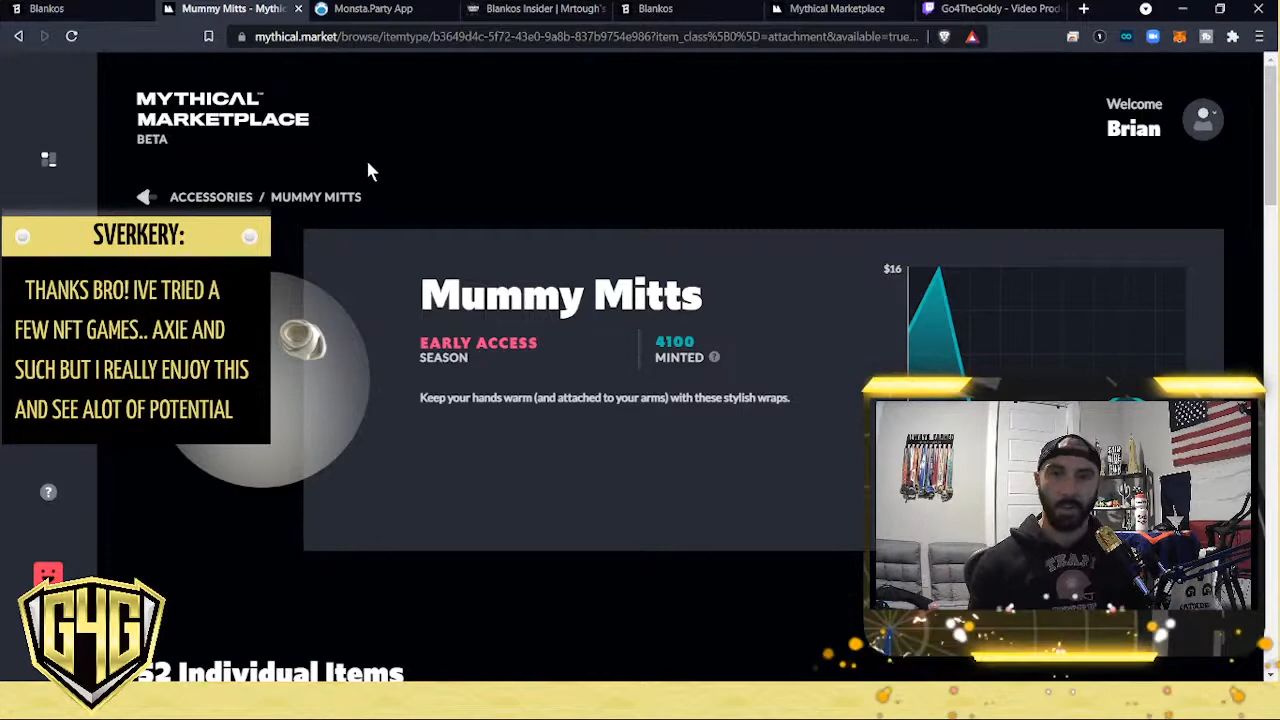 Blankos
Mummy Mitts - Mythic
Monsta.Party App
Blankos Insider | Mrtough's
Blankos
Mythical Marketplace
Go4TheGoldy - Video Prod
mythical.market/browse/itemtype/b3649d4c-5f72-43e0-9a8b-837b9754e986?item_class%5B0%5D=attachment&available=true...
MYTHICAL™
MARKETPLACE
BETA
Welcome
Brian
ACCESSORIES / MUMMY MITTS
SVERKERY:
THANKS BRO! IVE TRIED A
FEW NFT GAMES.. AXIE AND
SUCH BUT I REALLY ENJOY THIS
AND SEE ALOT OF POTENTIAL
Mummy Mitts
EARLY ACCESS
SEASON
4100
MINTED ?
Keep your hands warm (and attached to your arms) with these stylish wraps.
$16
ALWAYS EARNED
TEXAS
?
G4G
52 Individual Items